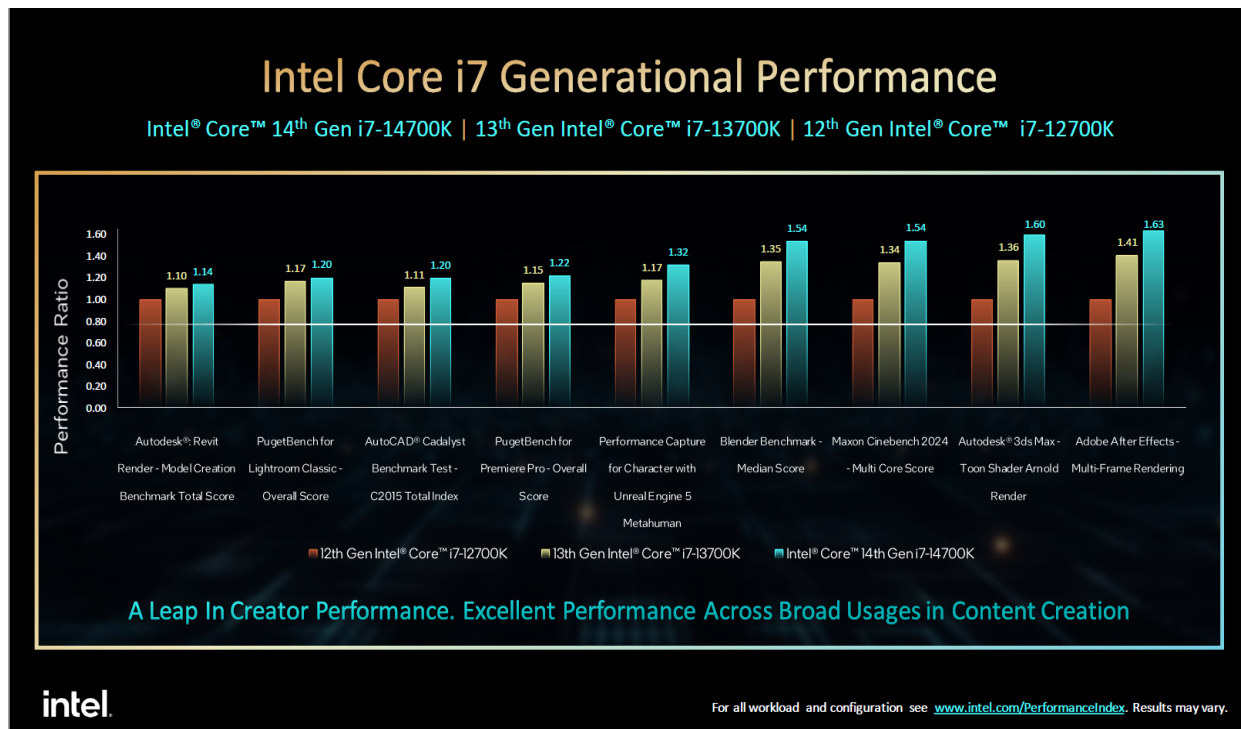 Intel Core i7 Generational Performance
Intel® Core™ 14th Gen i7-14700K | 13th Gen Intel® Core™ i7-13700K | 12th Gen Intel® Core™ i7-12700K
Performance Ratio
1.60
1.40
1.20
1.00
0.80
0.60
0.40
0.20
0.00
1.10 1.14
1.17 1.20
1.11 1.20
1.15 1.22
1.17 1.32
1.35 1.54
1.34 1.54
1.36 1.60
1.41 1.63
Autodesk®: Revit
Render - Model Creation
Benchmark Total Score
PugetBench for
Lightroom Classic -
Overall Score
AutoCAD® Cadalyst
Benchmark Test -
C2015 Total Index
PugetBench for
Premiere Pro - Overall
Score
Performance Capture
for Character with
Unreal Engine 5
Metahuman
Blender Benchmark -
Median Score
Maxon Cinebench 2024
- Multi Core Score
Autodesk® 3ds Max -
Toon Shader Arnold
Render
Adobe After Effects -
Multi-Frame Rendering
12th Gen Intel® Core™ i7-12700K 13th Gen Intel® Core™ i7-13700K Intel® Core™ 14th Gen i7-14700K
A Leap In Creator Performance. Excellent Performance Across Broad Usages in Content Creation
intel.
For all workload and configuration see www.intel.com/PerformanceIndex. Results may vary.